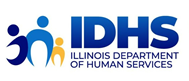 IDHS
ILLINOIS DEPARTMENT
OF HUMAN SERVICES